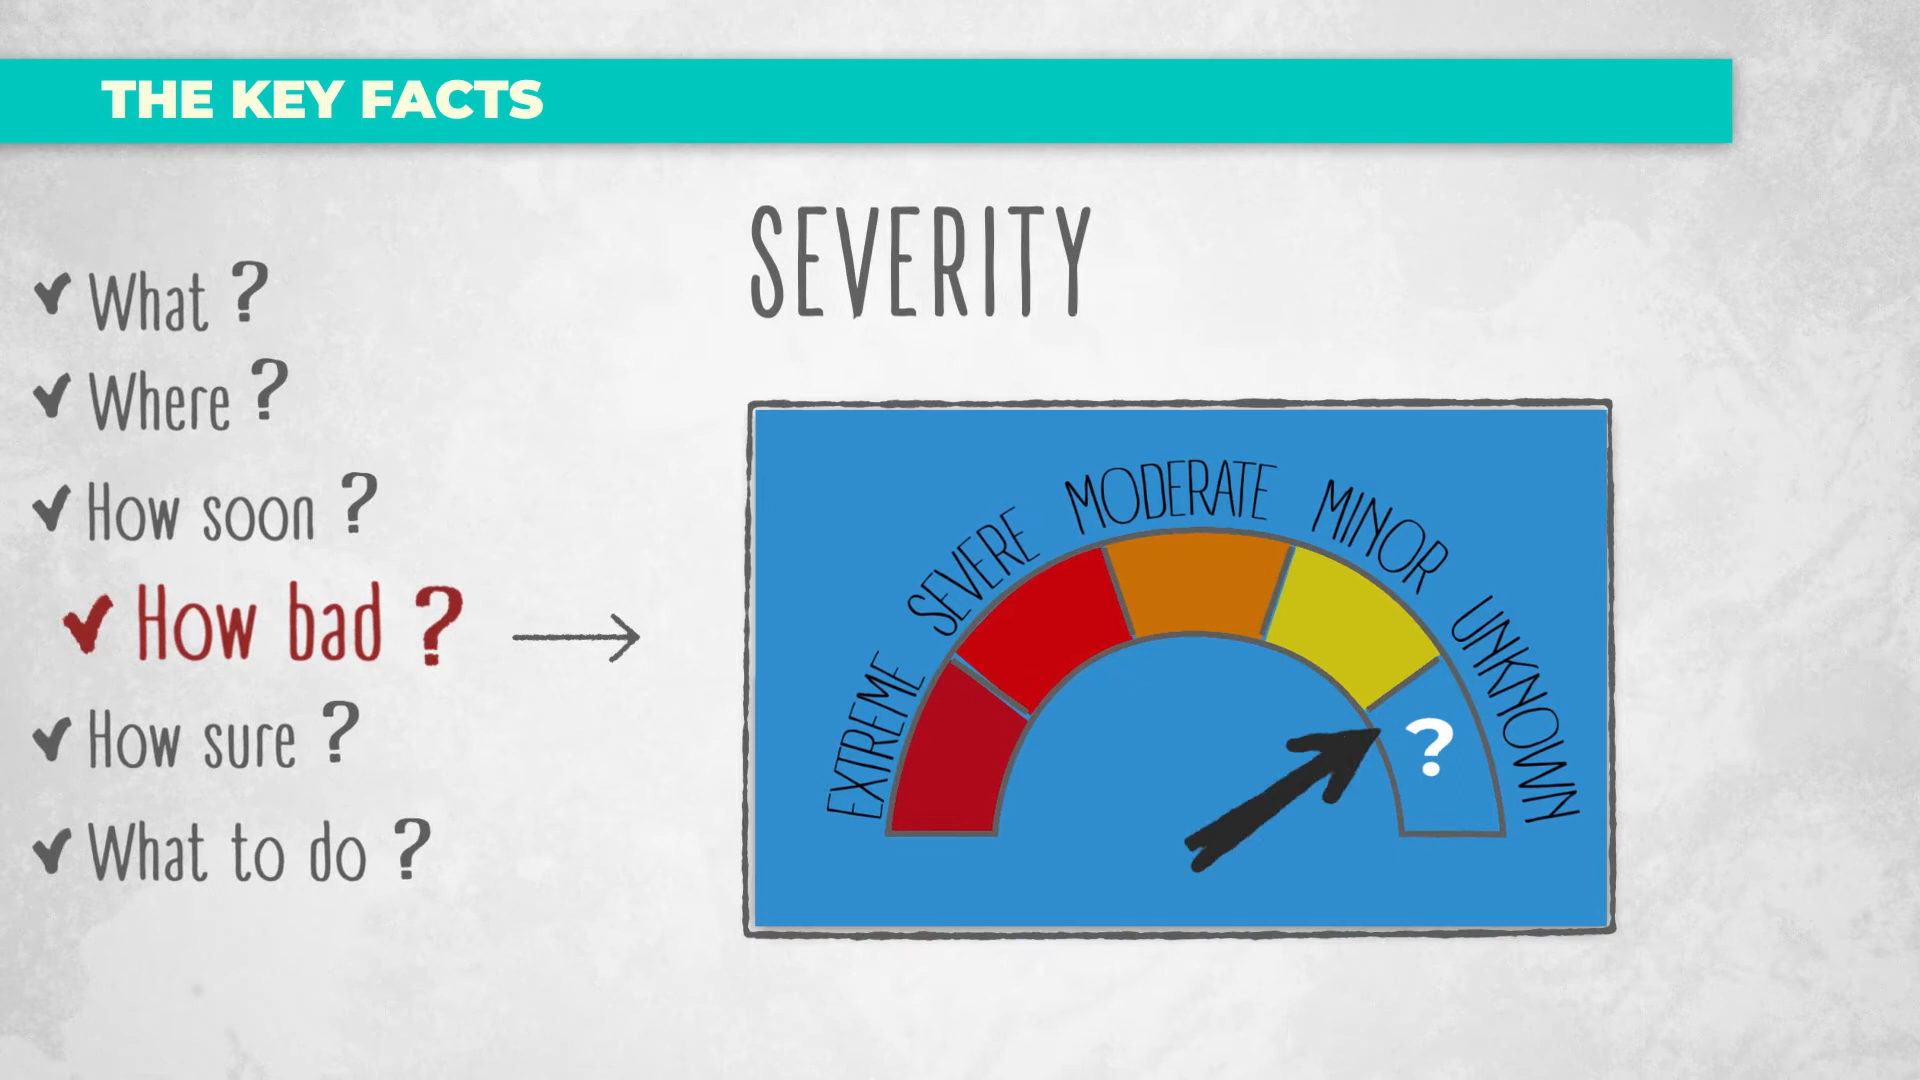 THE KEY FACTS
SEVERITY
What ?
Where ?
How soon ?
How bad ?
How sure ?
What to do ?
EXTREME
SEVERE
MODERATE
MINOR
UNKNOWN
?